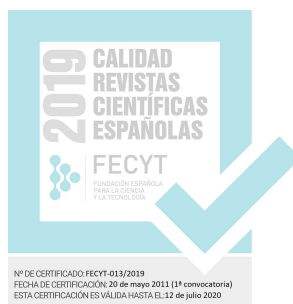 2019
CALIDAD
REVISTAS
CIENTÍFICAS
ESPAÑOLAS
FECYT
FUNDACIÓN ESPAÑOLA
PARA LA CIENCIA
Y LA TECNOLOGÍA
Nº DE CERTIFICADO: FECYT-013/2019
FECHA DE CERTIFICACIÓN: 20 de mayo 2011 (1ª convocatoria)
ESTA CERTIFICACIÓN ES VÁLIDA HASTA EL: 12 de julio 2020